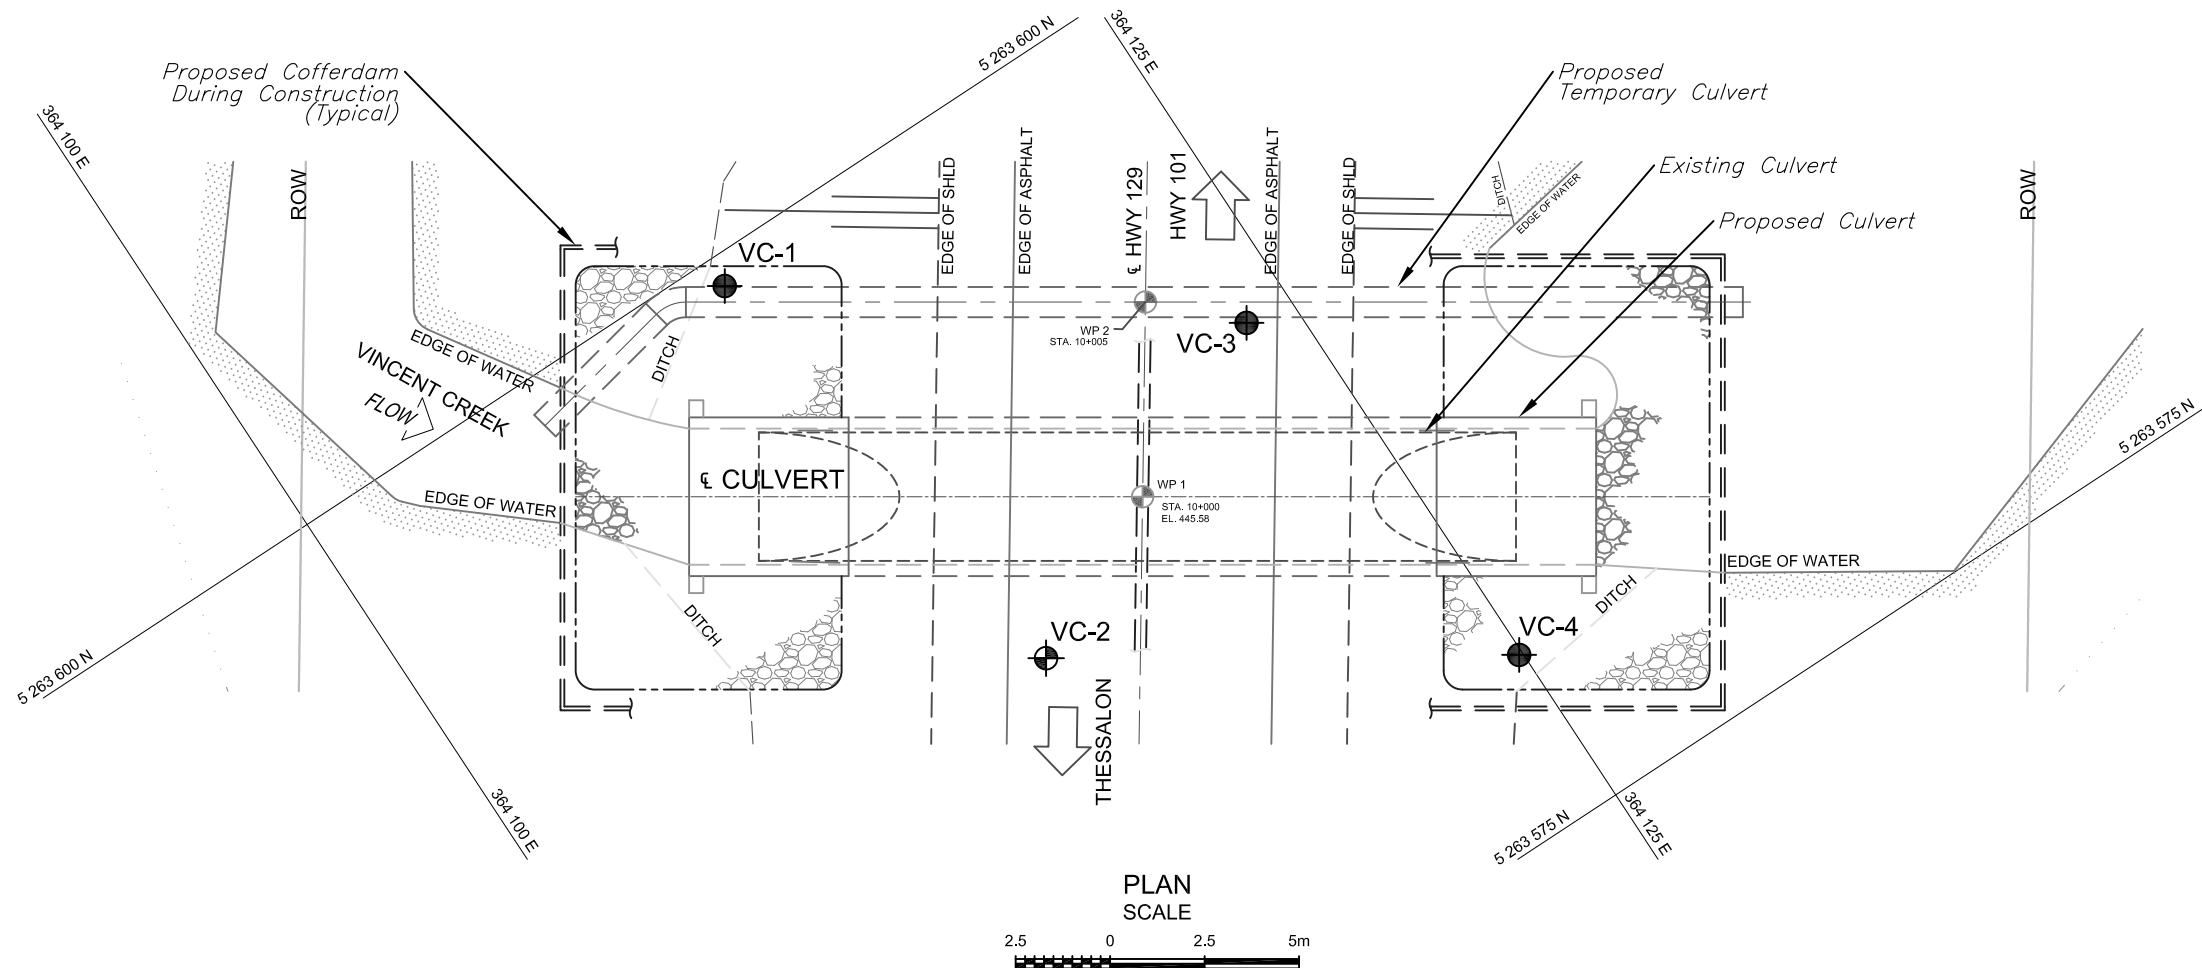 5 263 600 N
364 125 E
Proposed Cofferdam
During Construction
(Typical)
Proposed
Temporary Culvert
364 100 E
Existing Culvert
Proposed Culvert
ROW
EDGE OF SHLD
EDGE OF ASPHALT
℄ HWY 129
HWY 101
EDGE OF ASPHALT
EDGE OF SHLD
DITCH
EDGE OF WATER
ROW
VC-1
WP 2
STA. 10+005
VC-3
EDGE OF WATER
VINCENT CREEK
FLOW
DITCH
5 263 575 N
℄ CULVERT
WP 1
STA. 10+000
EL. 445.58
EDGE OF WATER
EDGE OF WATER
DITCH
DITCH
VC-2
VC-4
5 263 600 N
THESSALON
364 100 E
5 263 575 N
364 125 E
PLAN
SCALE
2.5 0 2.5 5m